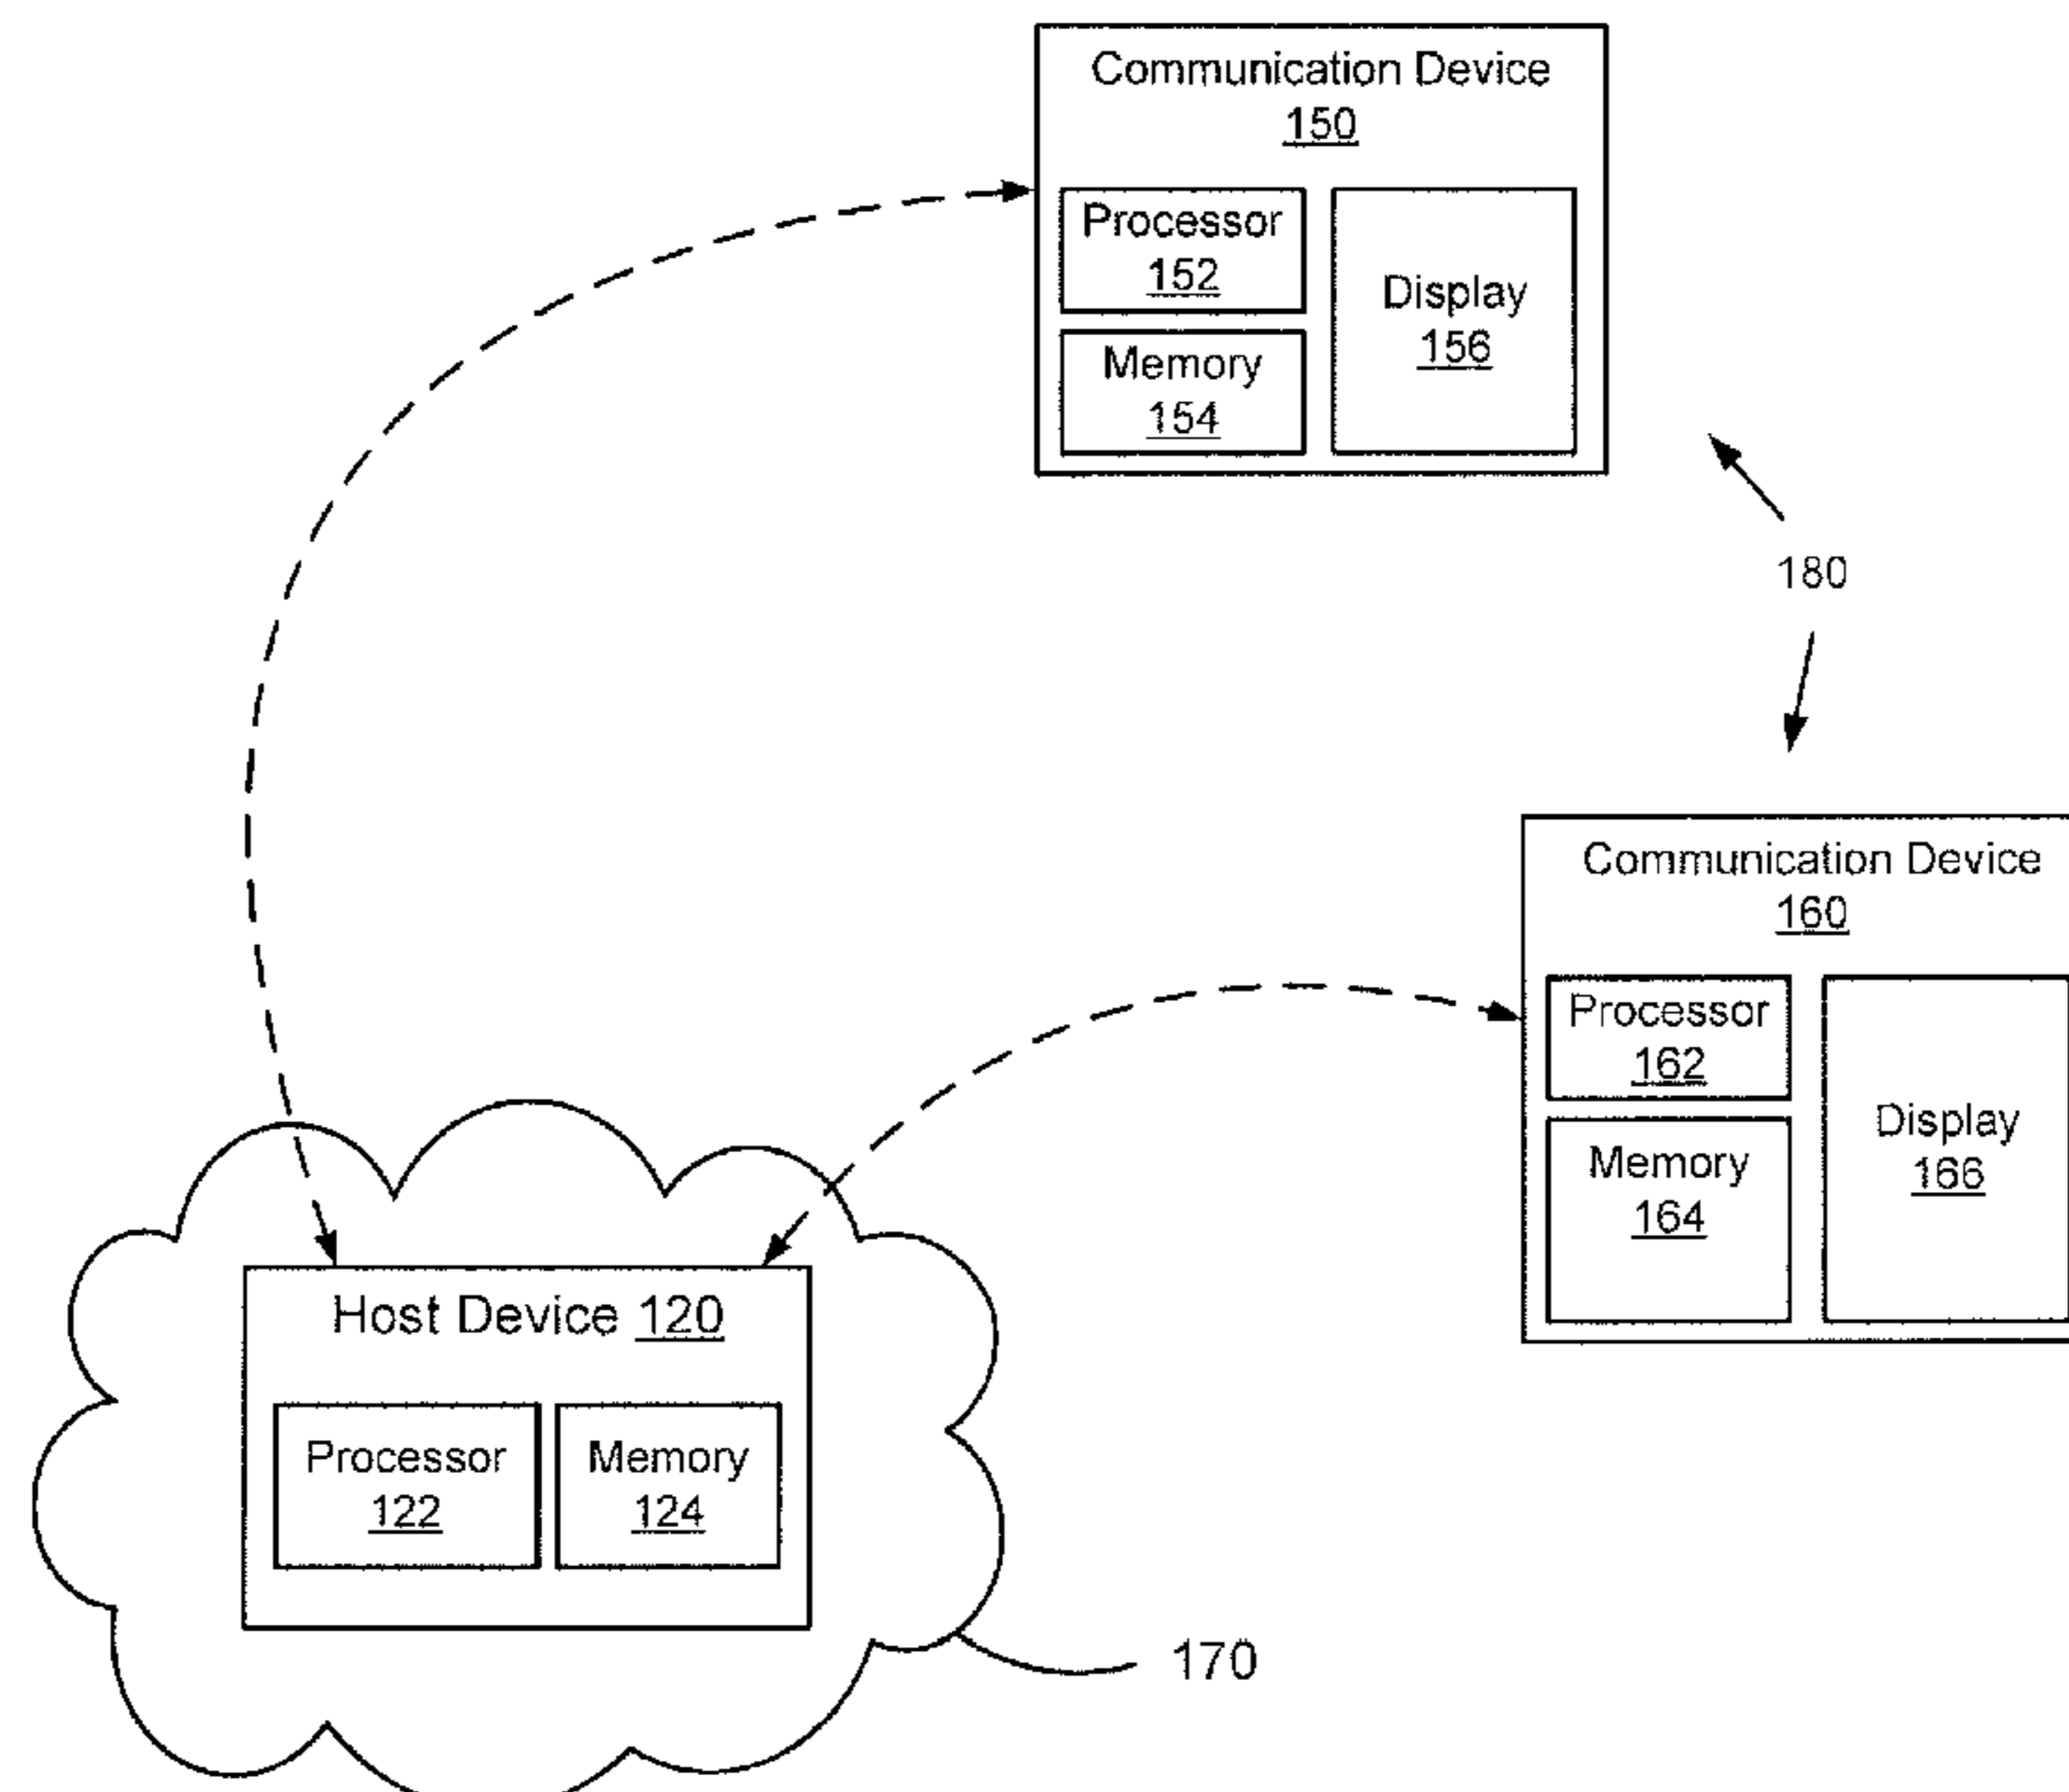 Communication Device
150
Processor
152
Memory
154
Display
156
180
Communication Device
160
Processor
162
Memory
164
Display
166
Host Device 120
Processor
122
Memory
124
170